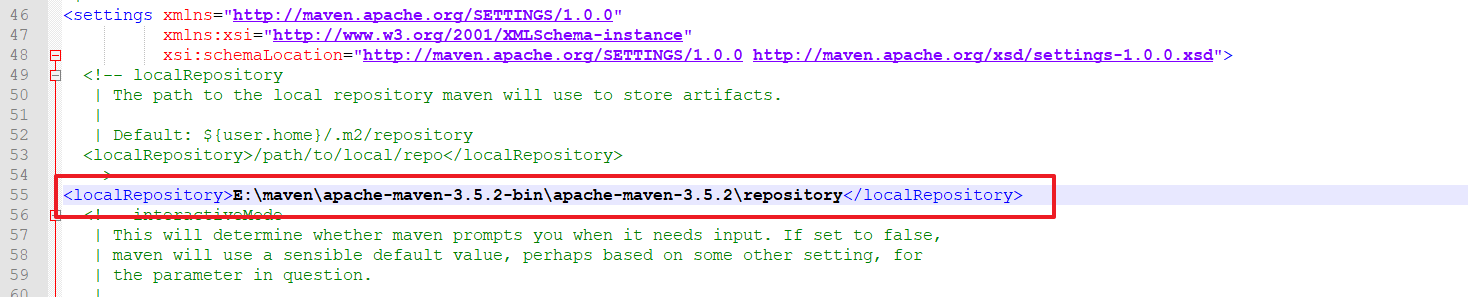 46 <settings xmlns="http://maven.apache.org/SETTINGS/1.0.0"
47 xmlns:xsi="http://www.w3.org/2001/XMLSchema-instance"
48 xsi:schemaLocation="http://maven.apache.org/SETTINGS/1.0.0 http://maven.apache.org/xsd/settings-1.0.0.xsd">
49 <!-- localRepository
50 | The path to the local repository maven will use to store artifacts.
51 |
52 | Default: ${user.home}/.m2/repository
53 <localRepository>/path/to/local/repo</localRepository>
54 >
55 <localRepository>E:\maven\apache-maven-3.5.2-bin\apache-maven-3.5.2\repository</localRepository>
56 <!-- interactiveMode
57 | This will determine whether maven prompts you when it needs input. If set to false,
58 | maven will use a sensible default value, perhaps based on some other setting, for
59 | the parameter in question.
60 |